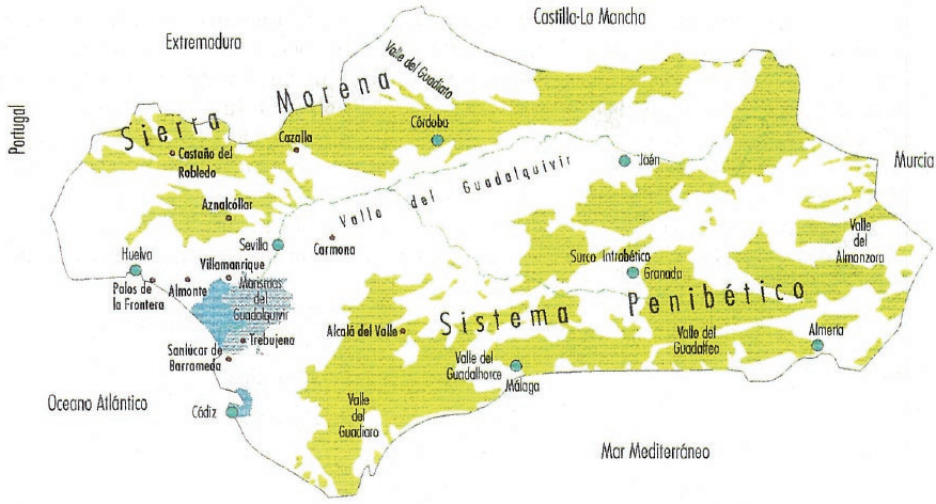 Castilla-La Mancha
Extremadura
Portugal
Valle del Guadiato
Sierra Morena
Córdoba
Cazalla
Castaño del
Robledo
Jaén
Murcia
Valle del Guadalquivir
Aznalcóllar
Sevilla
Carmona
Valle
del
Almanzora
Huelva
Villamanrique
Surco Intrabético
Granada
Palos de
la Frontera
Almonte
Marismas
del
Guadalquivir
Sistema Penibético
Alcalá del Valle
Trebujena
Valle del
Guadalfeo
Almería
Sanlúcar de
Barrameda
Valle del
Guadalhorce
Málaga
Oceano Atlántico
Cádiz
Valle
del
Guadiaro
Mar Mediterráneo